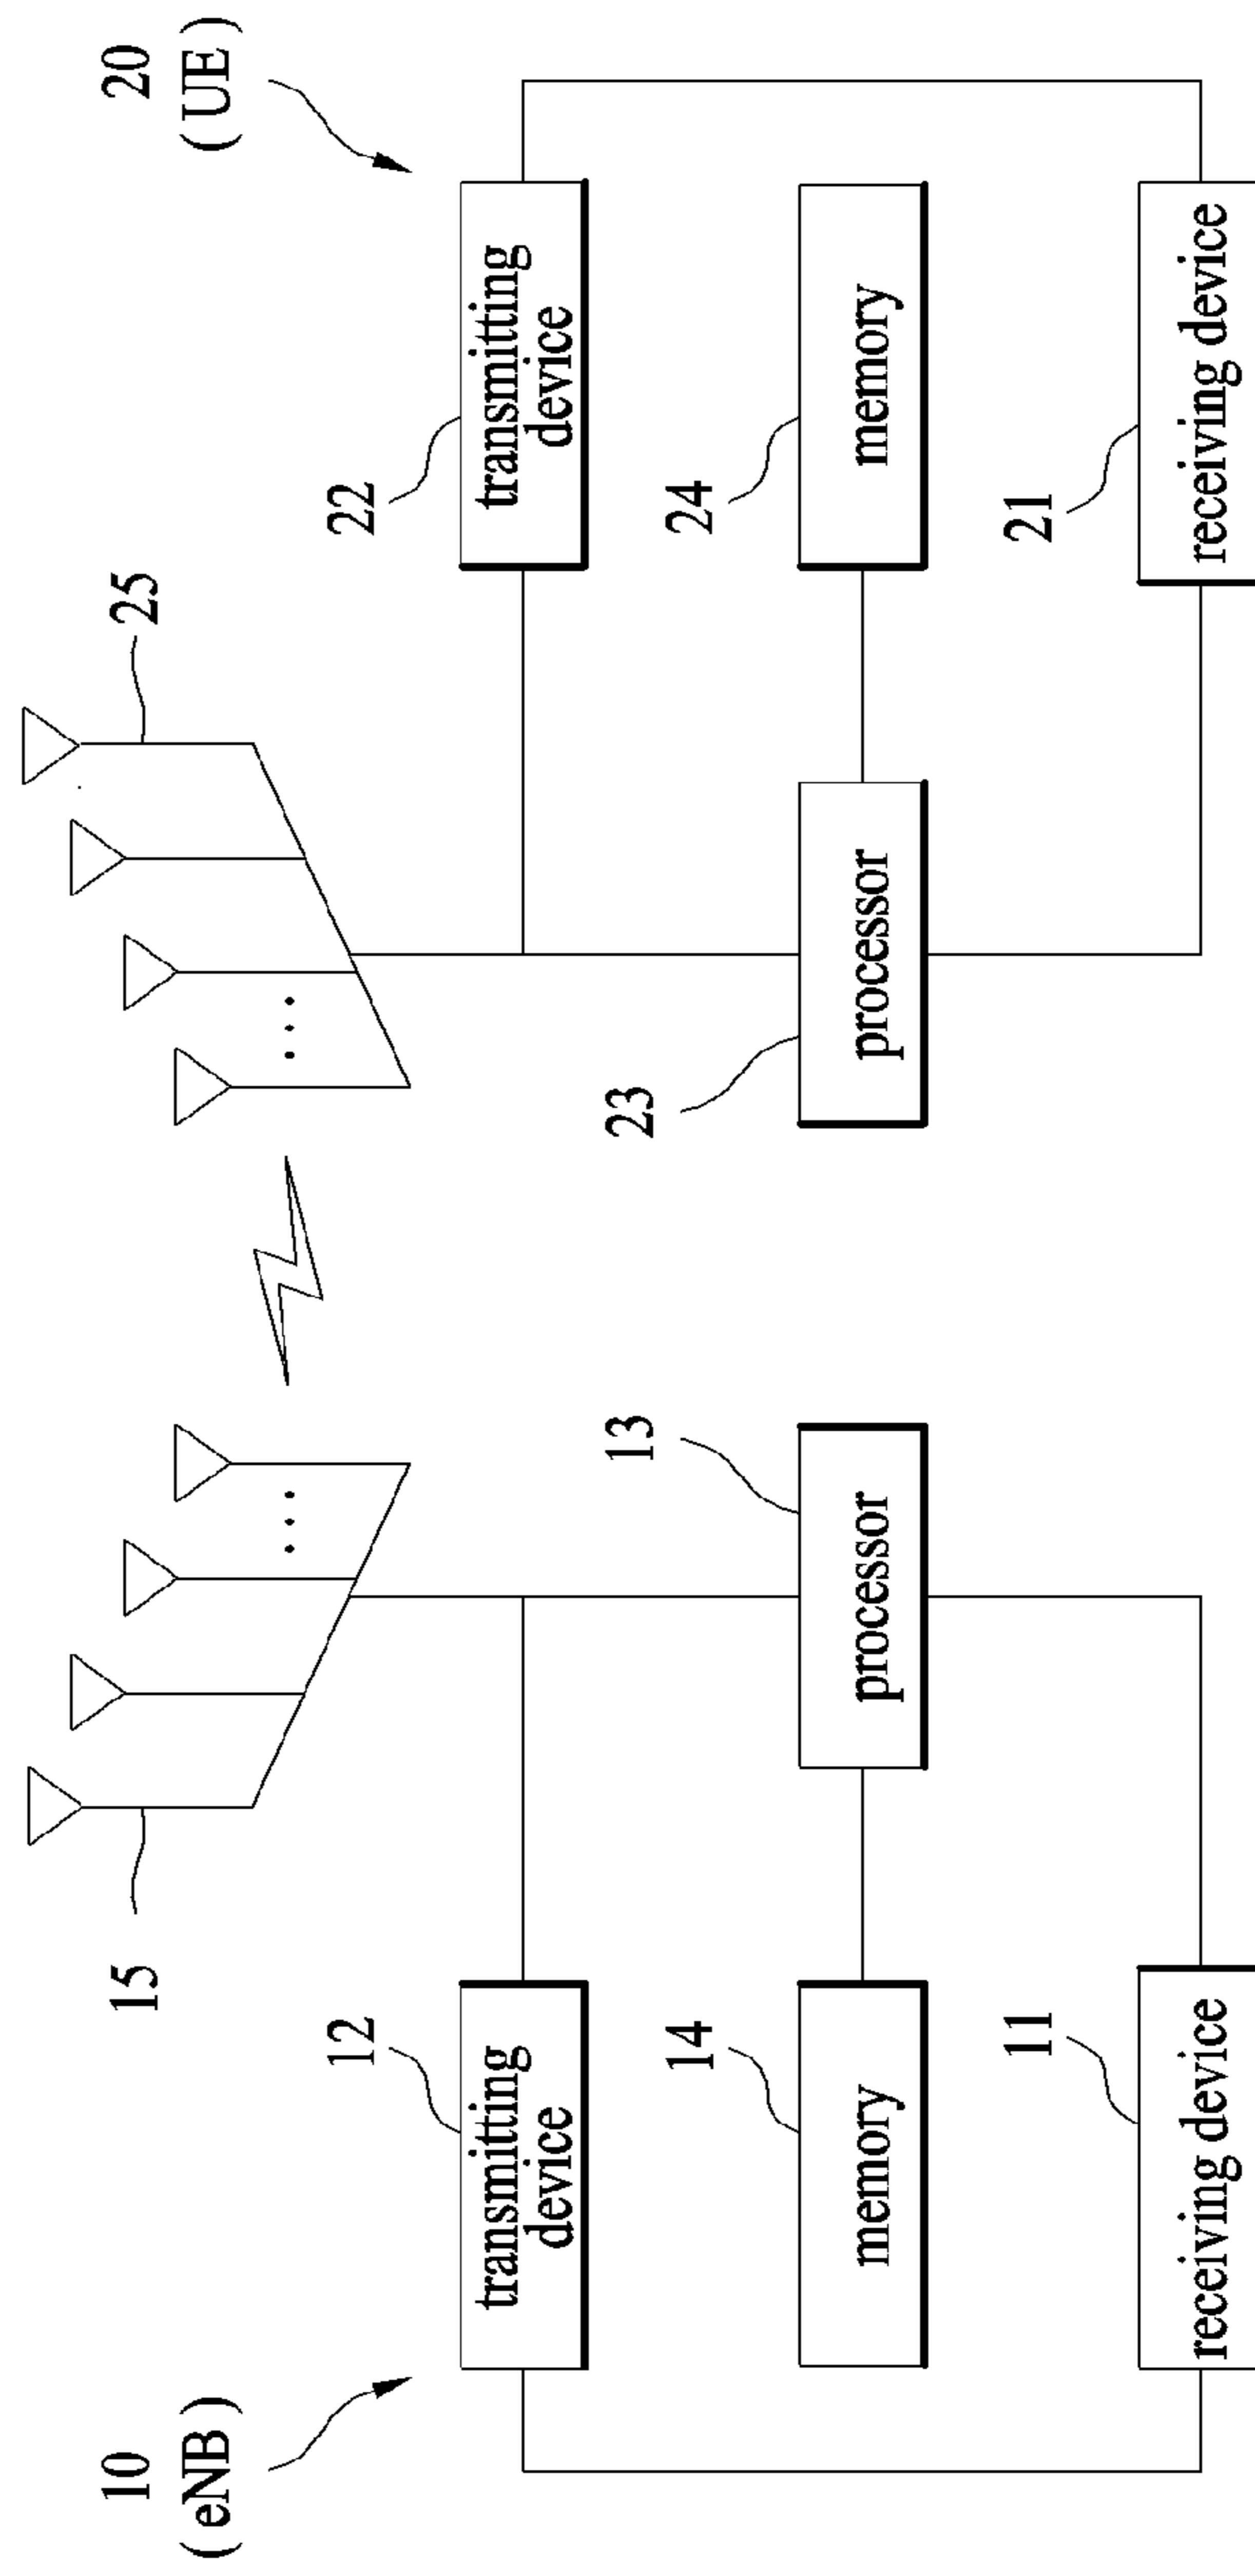 10
( eNB )
15
12
transmitting
device
14
memory
11
receiving device
13
processor
20
( UE )
25
22
transmitting
device
24
memory
21
receiving device
23
processor